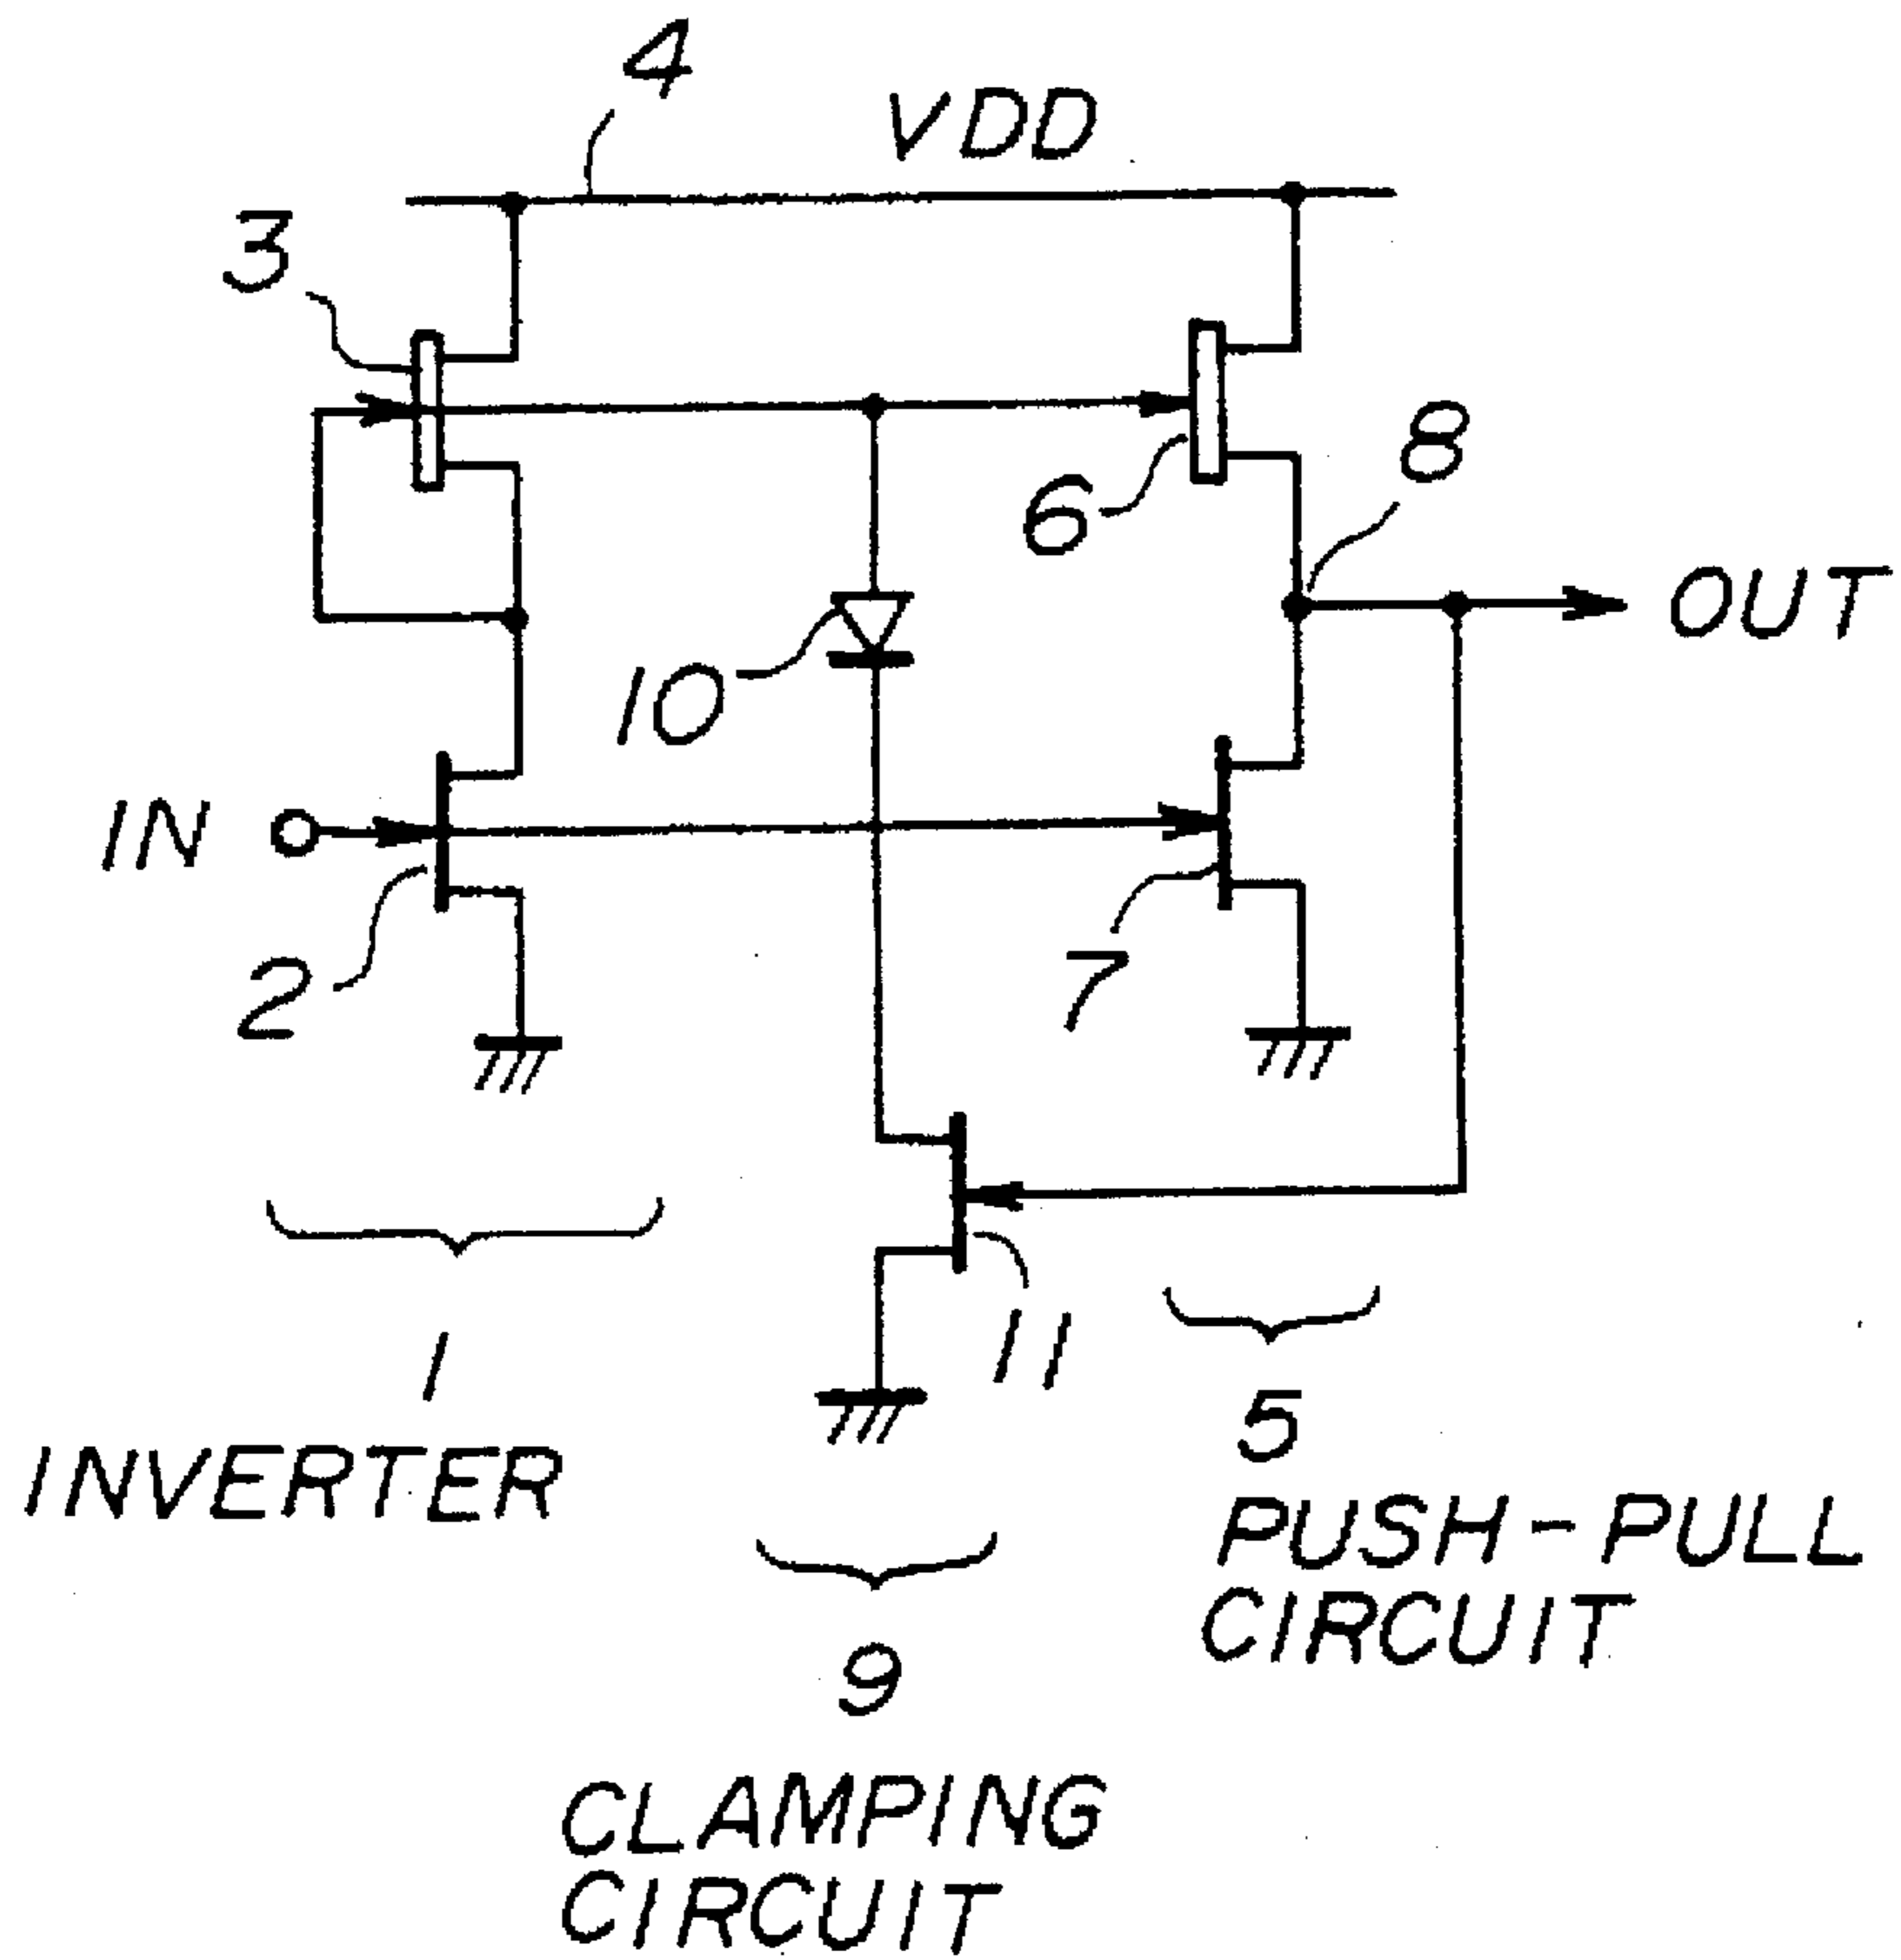 4
VDD
3
8
6
OUT
10
IN
2
7
11
1
INVERTER
5
PUSH-PULL
CIRCUIT
9
CLAMPING
CIRCUIT